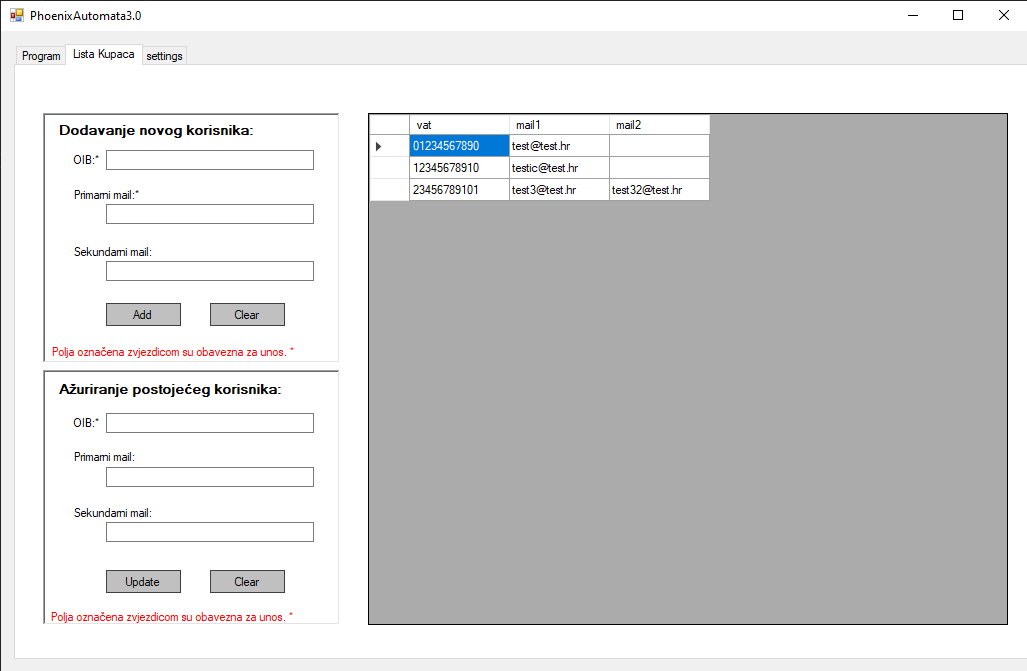 PhoenixAutomata3.0
Program Lista Kupaca settings
Dodavanje novog korisnika:
OIB:*
Primarni mail:*
Sekundarni mail:
Add Clear
Polja označena zvjezdicom su obavezna za unos. *
Ažuriranje postojećeg korisnika:
OIB:*
Primarni mail:
Sekundarni mail:
Update Clear
Polja označena zvjezdicom su obavezna za unos. *
vat mail1 mail2
01234567890 test@test.hr
12345678910 testic@test.hr
23456789101 test3@test.hr test32@test.hr